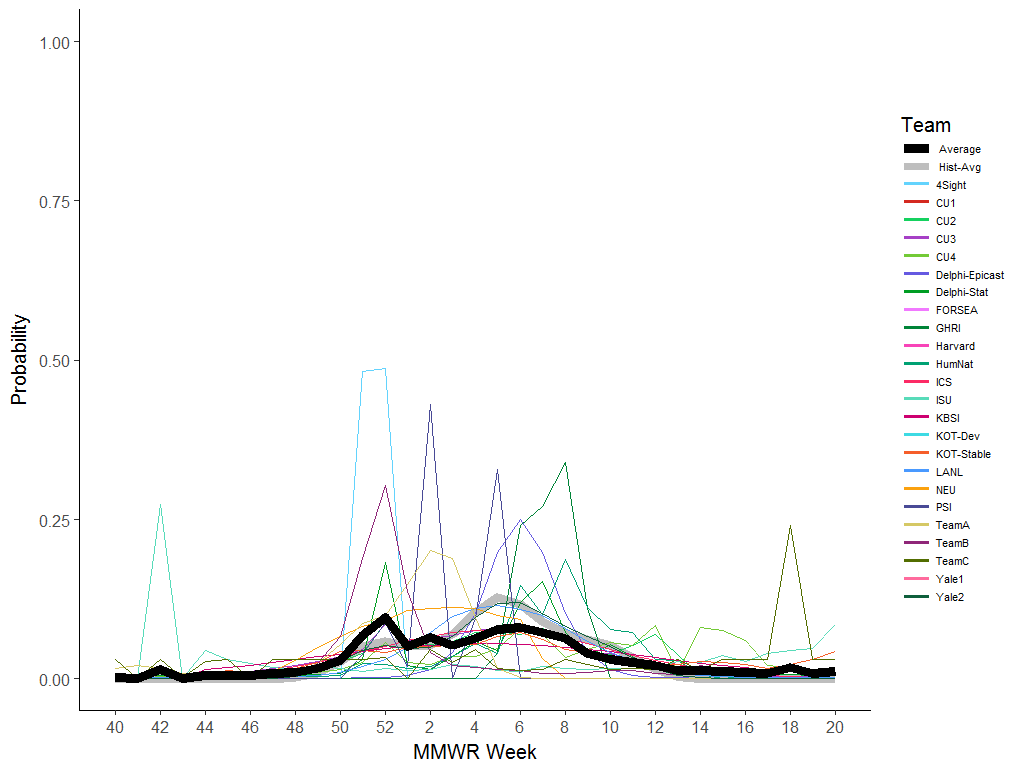 1.00
0.75
0.50
0.25
0.00
Probability
40 42 44 46 48 50 52 2 4 6 8 10 12 14 16 18 20
MMWR Week
Team
Average
Hist-Avg
4Sight
CU1
CU2
CU3
CU4
Delphi-Epicast
Delphi-Stat
FORSEA
GHRI
Harvard
HumNat
ICS
ISU
KBSI
KOT-Dev
KOT-Stable
LANL
NEU
PSI
TeamA
TeamB
TeamC
Yale1
Yale2